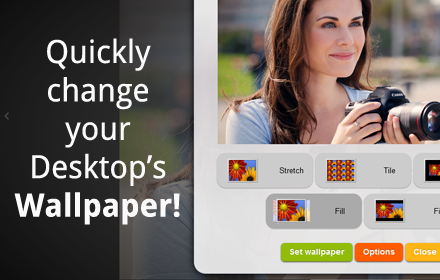 Quickly
change
your
Desktop's
Wallpaper!
Stretch
Tile
Fill
Set wallpaper
Options
Close